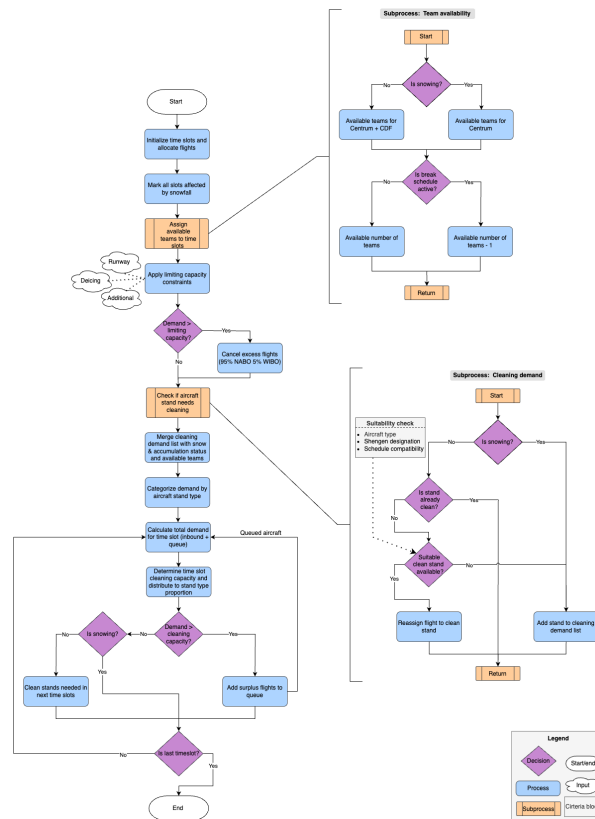 Subprocess: Team availability
Start
Is snowing?
No
Yes
Available teams for
Centrum + CDF
Available teams for
Centrum
Is break
schedule
active?
No
Yes
Available number of
teams
Available number of
teams - 1
Return
Start
Initialize time slots and
allocate flights
Mark all slots affected
by snowfall
Assign
available
teams to time
slots
Runway
Deicing
Additional
Apply limiting capacity
constraints
Demand >
limiting
capacity?
Yes
No
Cancel excess flights
(95% NABO 5% WIBO)
Check if aircraft
stand needs
cleaning
Merge cleaning
demand list with snow
& accumulation status
and available teams
Categorize demand by
aircraft stand type
Calculate total demand
for time slot (inbound +
queue)
Queued aircraft
Determine time slot
cleaning capacity and
distribute to stand type
proportion
Demand >
cleaning
capacity?
No
Yes
Is snowing?
No
Yes
Clean stands needed in
next time slots
Add surplus flights to
queue
Is last timeslot?
No
Yes
End
Subprocess: Cleaning demand
Start
Is snowing?
No
Yes
Suitability check
Aircraft type
Shengen designation
Schedule compatibility
Is stand
already
clean?
Yes
No
Suitable
clean stand
available?
No
Yes
Reassign flight to clean
stand
Add stand to cleaning
demand list
Return
Legend
Decision
Start/end
Process
Input
Subprocess
Cirteria bloc